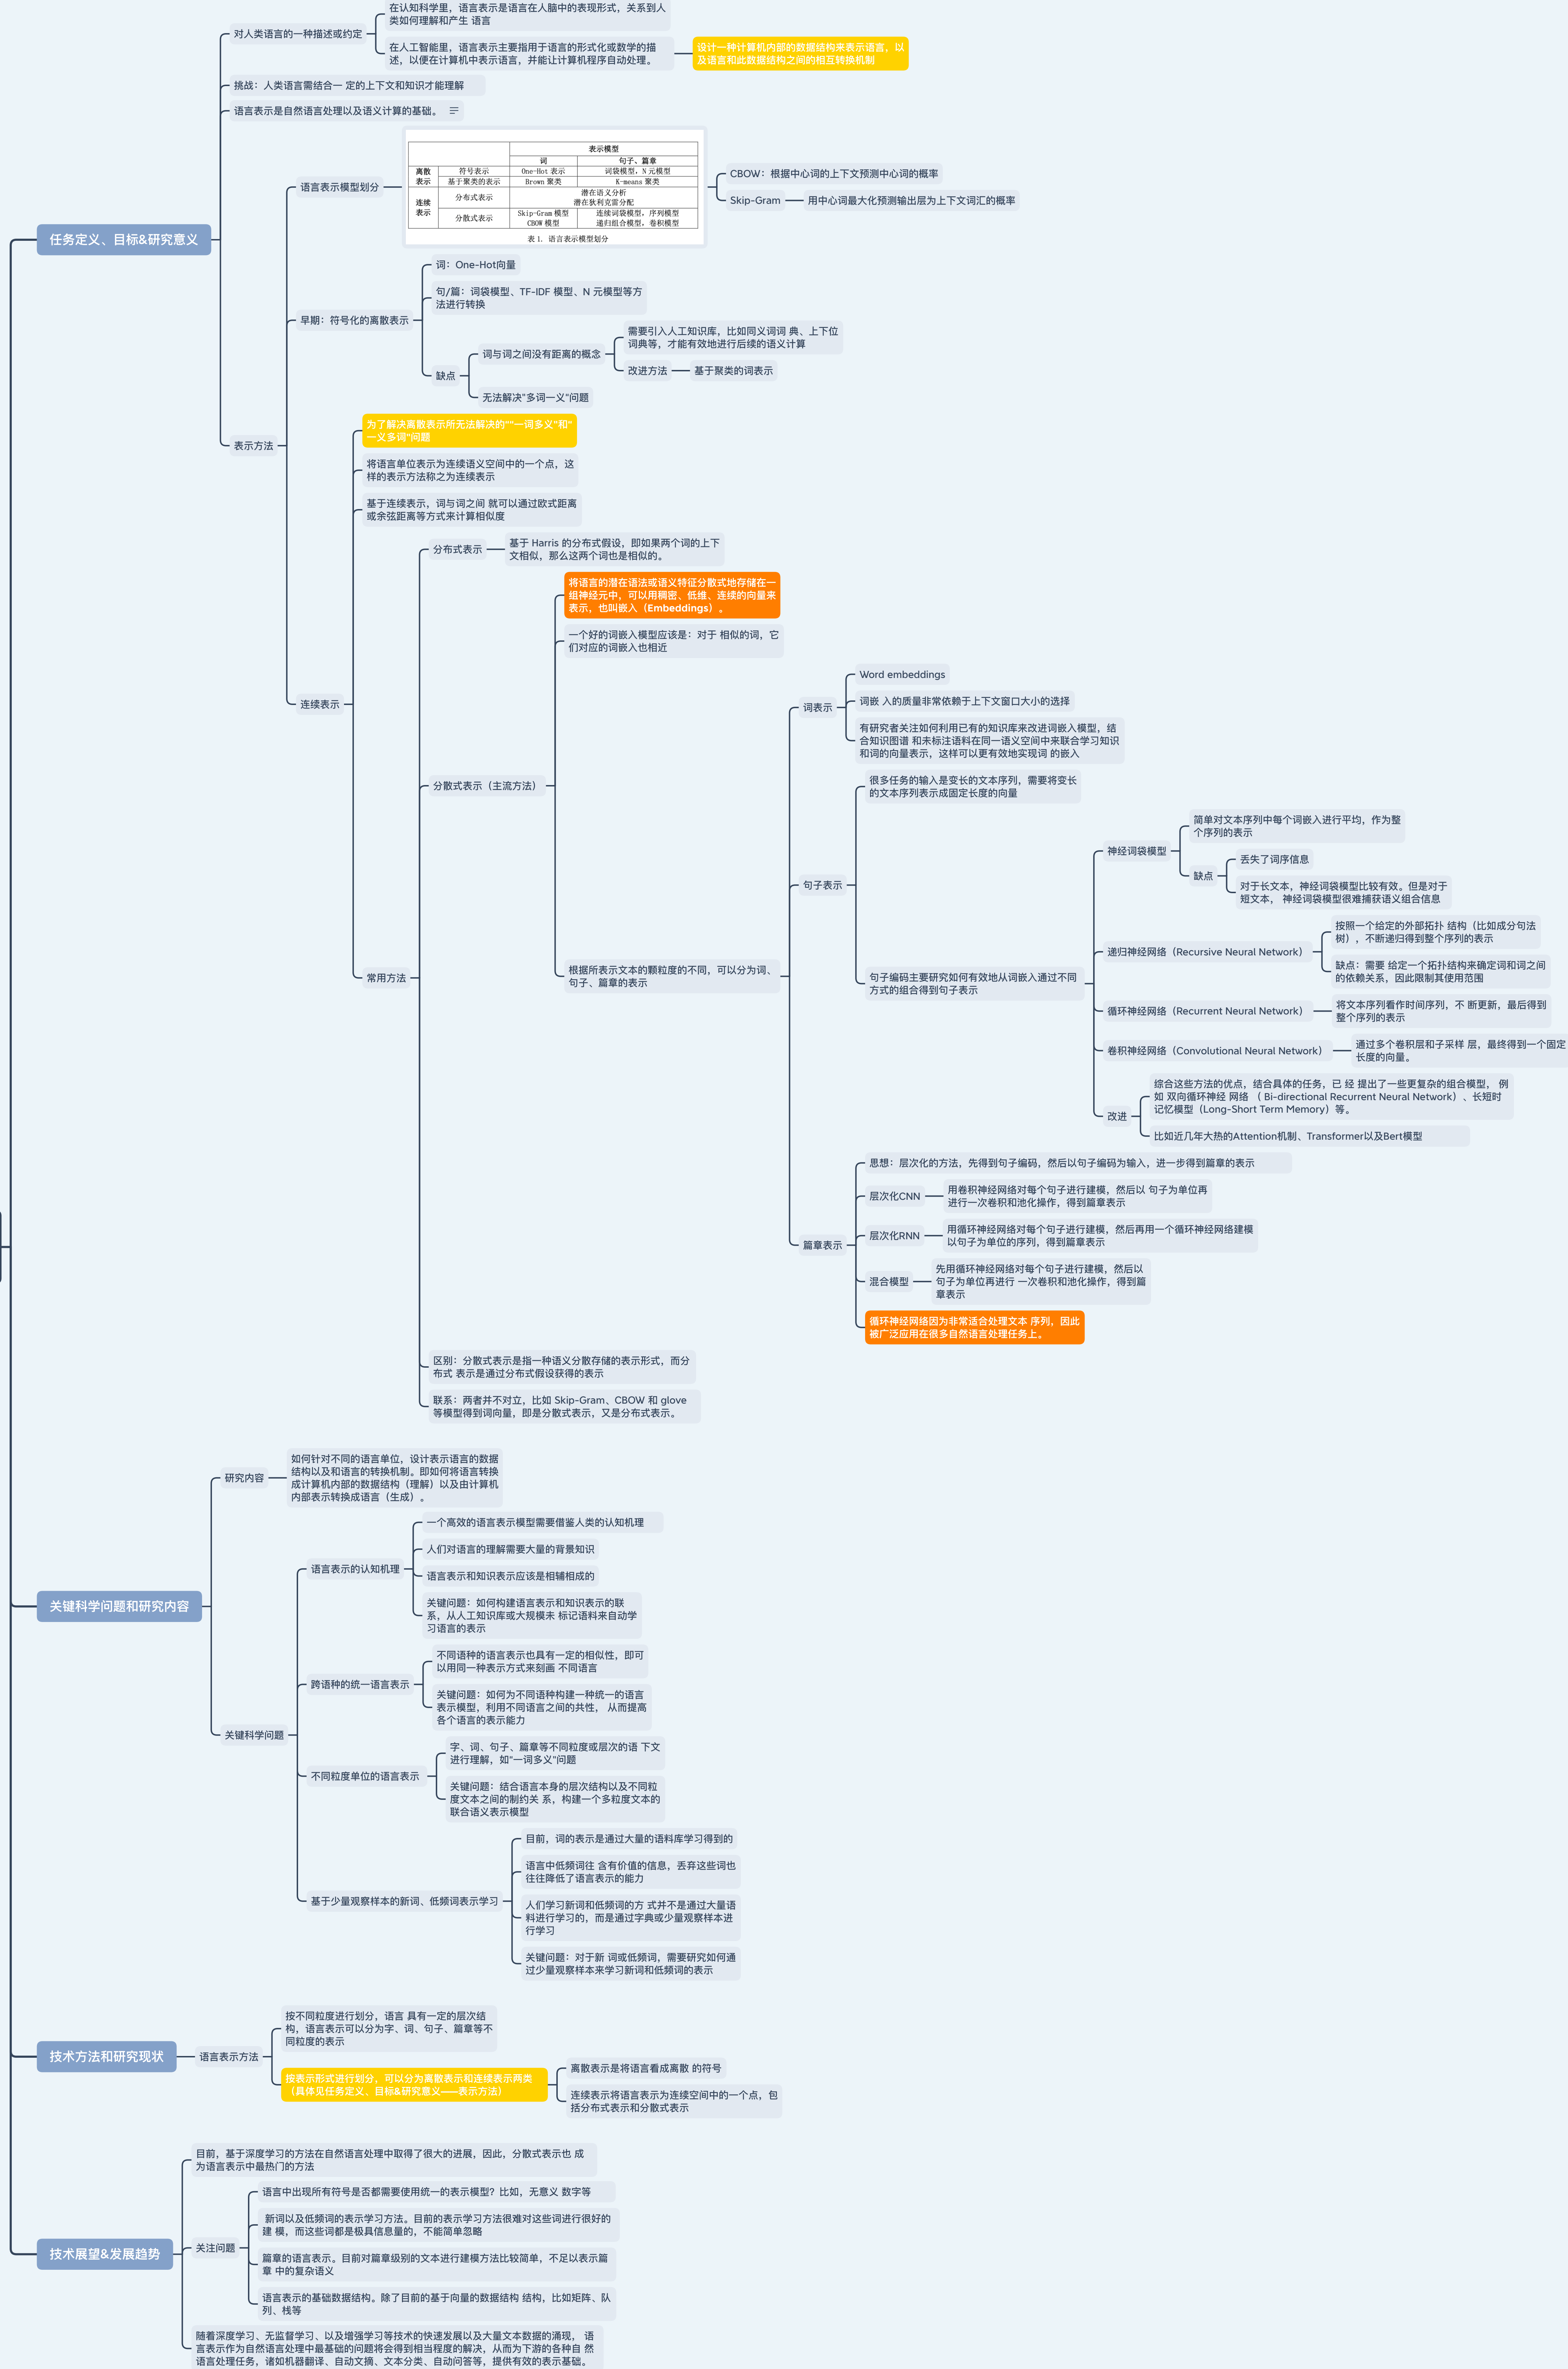 任务定义、目标&研究意义
对人类语言的一种描述或约定
在认知科学里，语言表示是语言在人脑中的表现形式，关系到人
类如何理解和产生 语言
在人工智能里，语言表示主要指用于语言的形式化或数学的描
述，以便在计算机中表示语言，并能让计算机程序自动处理。
设计一种计算机内部的数据结构来表示语言，以
及语言和此数据结构之间的相互转换机制
挑战：人类语言需结合一 定的上下文和知识才能理解
语言表示是自然语言处理以及语义计算的基础。
表示方法
语言表示模型划分
表示模型
词 句子、篇章
离散
表示
符号表示 One-Hot 表示 词袋模型，N 元模型
基于聚类的表示 Brown 聚类 K-means 聚类
连续
表示
分布式表示
潜在语义分析
潜在狄利克雷分配
分散式表示
Skip-Gram 模型 连续词袋模型，序列模型
CBOW 模型 递归组合模型，卷积模型
表 1. 语言表示模型划分
CBOW：根据中心词的上下文预测中心词的概率
Skip-Gram
用中心词最大化预测输出层为上下文词汇的概率
早期：符号化的离散表示
词：One-Hot向量
句/篇：词袋模型、TF-IDF 模型、N 元模型等方
法进行转换
缺点
词与词之间没有距离的概念
需要引入人工知识库，比如同义词词 典、上下位
词典等，才能有效地进行后续的语义计算
改进方法
基于聚类的词表示
无法解决"多词一义"问题
连续表示
为了解决离散表示所无法解决的""一词多义"和"
一义多词"问题
将语言单位表示为连续语义空间中的一个点，这
样的表示方法称之为连续表示
基于连续表示，词与词之间 就可以通过欧式距离
或余弦距离等方式来计算相似度
常用方法
分布式表示
基于 Harris 的分布式假设，即如果两个词的上下
文相似，那么这两个词也是相似的。
分散式表示（主流方法）
将语言的潜在语法或语义特征分散式地存储在一
组神经元中，可以用稠密、低维、连续的向量来
表示，也叫嵌入（Embeddings）。
一个好的词嵌入模型应该是：对于 相似的词，它
们对应的词嵌入也相近
根据所表示文本的颗粒度的不同，可以分为词、
句子、篇章的表示
词表示
Word embeddings
词嵌 入的质量非常依赖于上下文窗口大小的选择
有研究者关注如何利用已有的知识库来改进词嵌入模型，结
合知识图谱 和未标注语料在同一语义空间中来联合学习知识
和词的向量表示，这样可以更有效地实现词 的嵌入
句子表示
很多任务的输入是变长的文本序列，需要将变长
的文本序列表示成固定长度的向量
句子编码主要研究如何有效地从词嵌入通过不同
方式的组合得到句子表示
神经词袋模型
简单对文本序列中每个词嵌入进行平均，作为整
个序列的表示
缺点
丢失了词序信息
对于长文本，神经词袋模型比较有效。但是对于
短文本， 神经词袋模型很难捕获语义组合信息
递归神经网络（Recursive Neural Network）
按照一个给定的外部拓扑 结构（比如成分句法
树），不断递归得到整个序列的表示
缺点：需要 给定一个拓扑结构来确定词和词之间
的依赖关系，因此限制其使用范围
循环神经网络（Recurrent Neural Network）
将文本序列看作时间序列，不 断更新，最后得到
整个序列的表示
卷积神经网络（Convolutional Neural Network）
通过多个卷积层和子采样 层，最终得到一个固定
长度的向量。
改进
综合这些方法的优点，结合具体的任务，已 经 提出了一些更复杂的组合模型， 例
如 双向循环神经 网络 （ Bi-directional Recurrent Neural Network）、长短时
记忆模型（Long-Short Term Memory）等。
比如近几年大热的Attention机制、Transformer以及Bert模型
篇章表示
思想：层次化的方法，先得到句子编码，然后以句子编码为输入，进一步得到篇章的表示
层次化CNN
用卷积神经网络对每个句子进行建模，然后以 句子为单位再
进行一次卷积和池化操作，得到篇章表示
层次化RNN
用循环神经网络对每个句子进行建模，然后再用一个循环神经网络建模
以句子为单位的序列，得到篇章表示
混合模型
先用循环神经网络对每个句子进行建模，然后以
句子为单位再进行 一次卷积和池化操作，得到篇
章表示
循环神经网络因为非常适合处理文本 序列，因此
被广泛应用在很多自然语言处理任务上。
区别：分散式表示是指一种语义分散存储的表示形式，而分
布式 表示是通过分布式假设获得的表示
联系：两者并不对立，比如 Skip-Gram、CBOW 和 glove
等模型得到词向量，即是分散式表示，又是分布式表示。
关键科学问题和研究内容
研究内容
如何针对不同的语言单位，设计表示语言的数据
结构以及和语言的转换机制。即如何将语言转换
成计算机内部的数据结构（理解）以及由计算机
内部表示转换成语言（生成）。
关键科学问题
语言表示的认知机理
一个高效的语言表示模型需要借鉴人类的认知机理
人们对语言的理解需要大量的背景知识
语言表示和知识表示应该是相辅相成的
关键问题：如何构建语言表示和知识表示的联
系，从人工知识库或大规模未 标记语料来自动学
习语言的表示
跨语种的统一语言表示
不同语种的语言表示也具有一定的相似性，即可
以用同一种表示方式来刻画 不同语言
关键问题：如何为不同语种构建一种统一的语言
表示模型，利用不同语言之间的共性， 从而提高
各个语言的表示能力
不同粒度单位的语言表示
字、词、句子、篇章等不同粒度或层次的语 下文
进行理解，如"一词多义"问题
关键问题：结合语言本身的层次结构以及不同粒
度文本之间的制约关 系，构建一个多粒度文本的
联合语义表示模型
基于少量观察样本的新词、低频词表示学习
目前，词的表示是通过大量的语料库学习得到的
语言中低频词往 含有价值的信息，丢弃这些词也
往往降低了语言表示的能力
人们学习新词和低频词的方 式并不是通过大量语
料进行学习的，而是通过字典或少量观察样本进
行学习
关键问题：对于新 词或低频词，需要研究如何通
过少量观察样本来学习新词和低频词的表示
技术方法和研究现状
语言表示方法
按不同粒度进行划分，语言 具有一定的层次结
构，语言表示可以分为字、词、句子、篇章等不
同粒度的表示
按表示形式进行划分，可以分为离散表示和连续表示两类
（具体见任务定义、目标&研究意义——表示方法）
离散表示是将语言看成离散 的符号
连续表示将语言表示为连续空间中的一个点，包
括分布式表示和分散式表示
技术展望&发展趋势
目前，基于深度学习的方法在自然语言处理中取得了很大的进展，因此，分散式表示也 成
为语言表示中最热门的方法
关注问题
语言中出现所有符号是否都需要使用统一的表示模型？比如，无意义 数字等
新词以及低频词的表示学习方法。目前的表示学习方法很难对这些词进行很好的
建 模，而这些词都是极具信息量的，不能简单忽略
篇章的语言表示。目前对篇章级别的文本进行建模方法比较简单，不足以表示篇
章 中的复杂语义
语言表示的基础数据结构。除了目前的基于向量的数据结构 结构，比如矩阵、队
列、栈等
随着深度学习、无监督学习、以及增强学习等技术的快速发展以及大量文本数据的涌现， 语
言表示作为自然语言处理中最基础的问题将会得到相当程度的解决，从而为下游的各种自 然
语言处理任务，诸如机器翻译、自动文摘、文本分类、自动问答等，提供有效的表示基础。